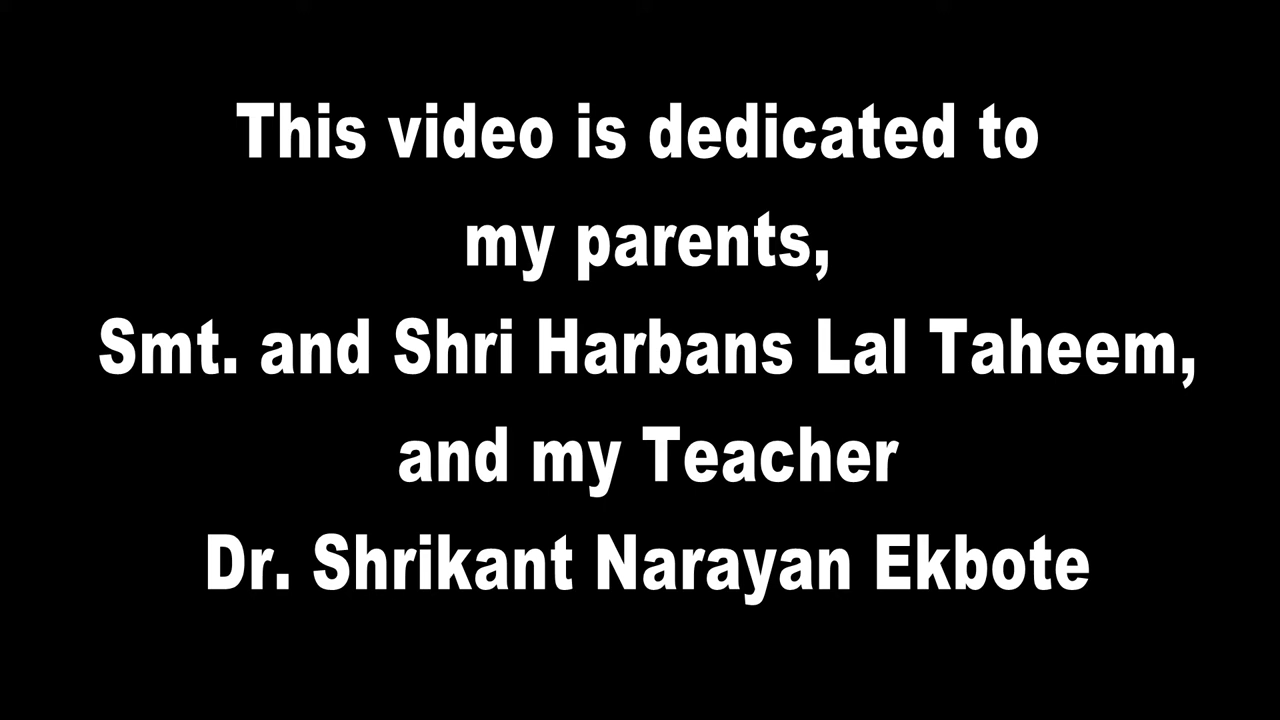 This video is dedicated to
my parents,
Smt. and Shri Harbans Lal Taheem,
and my Teacher
Dr. Shrikant Narayan Ekbote